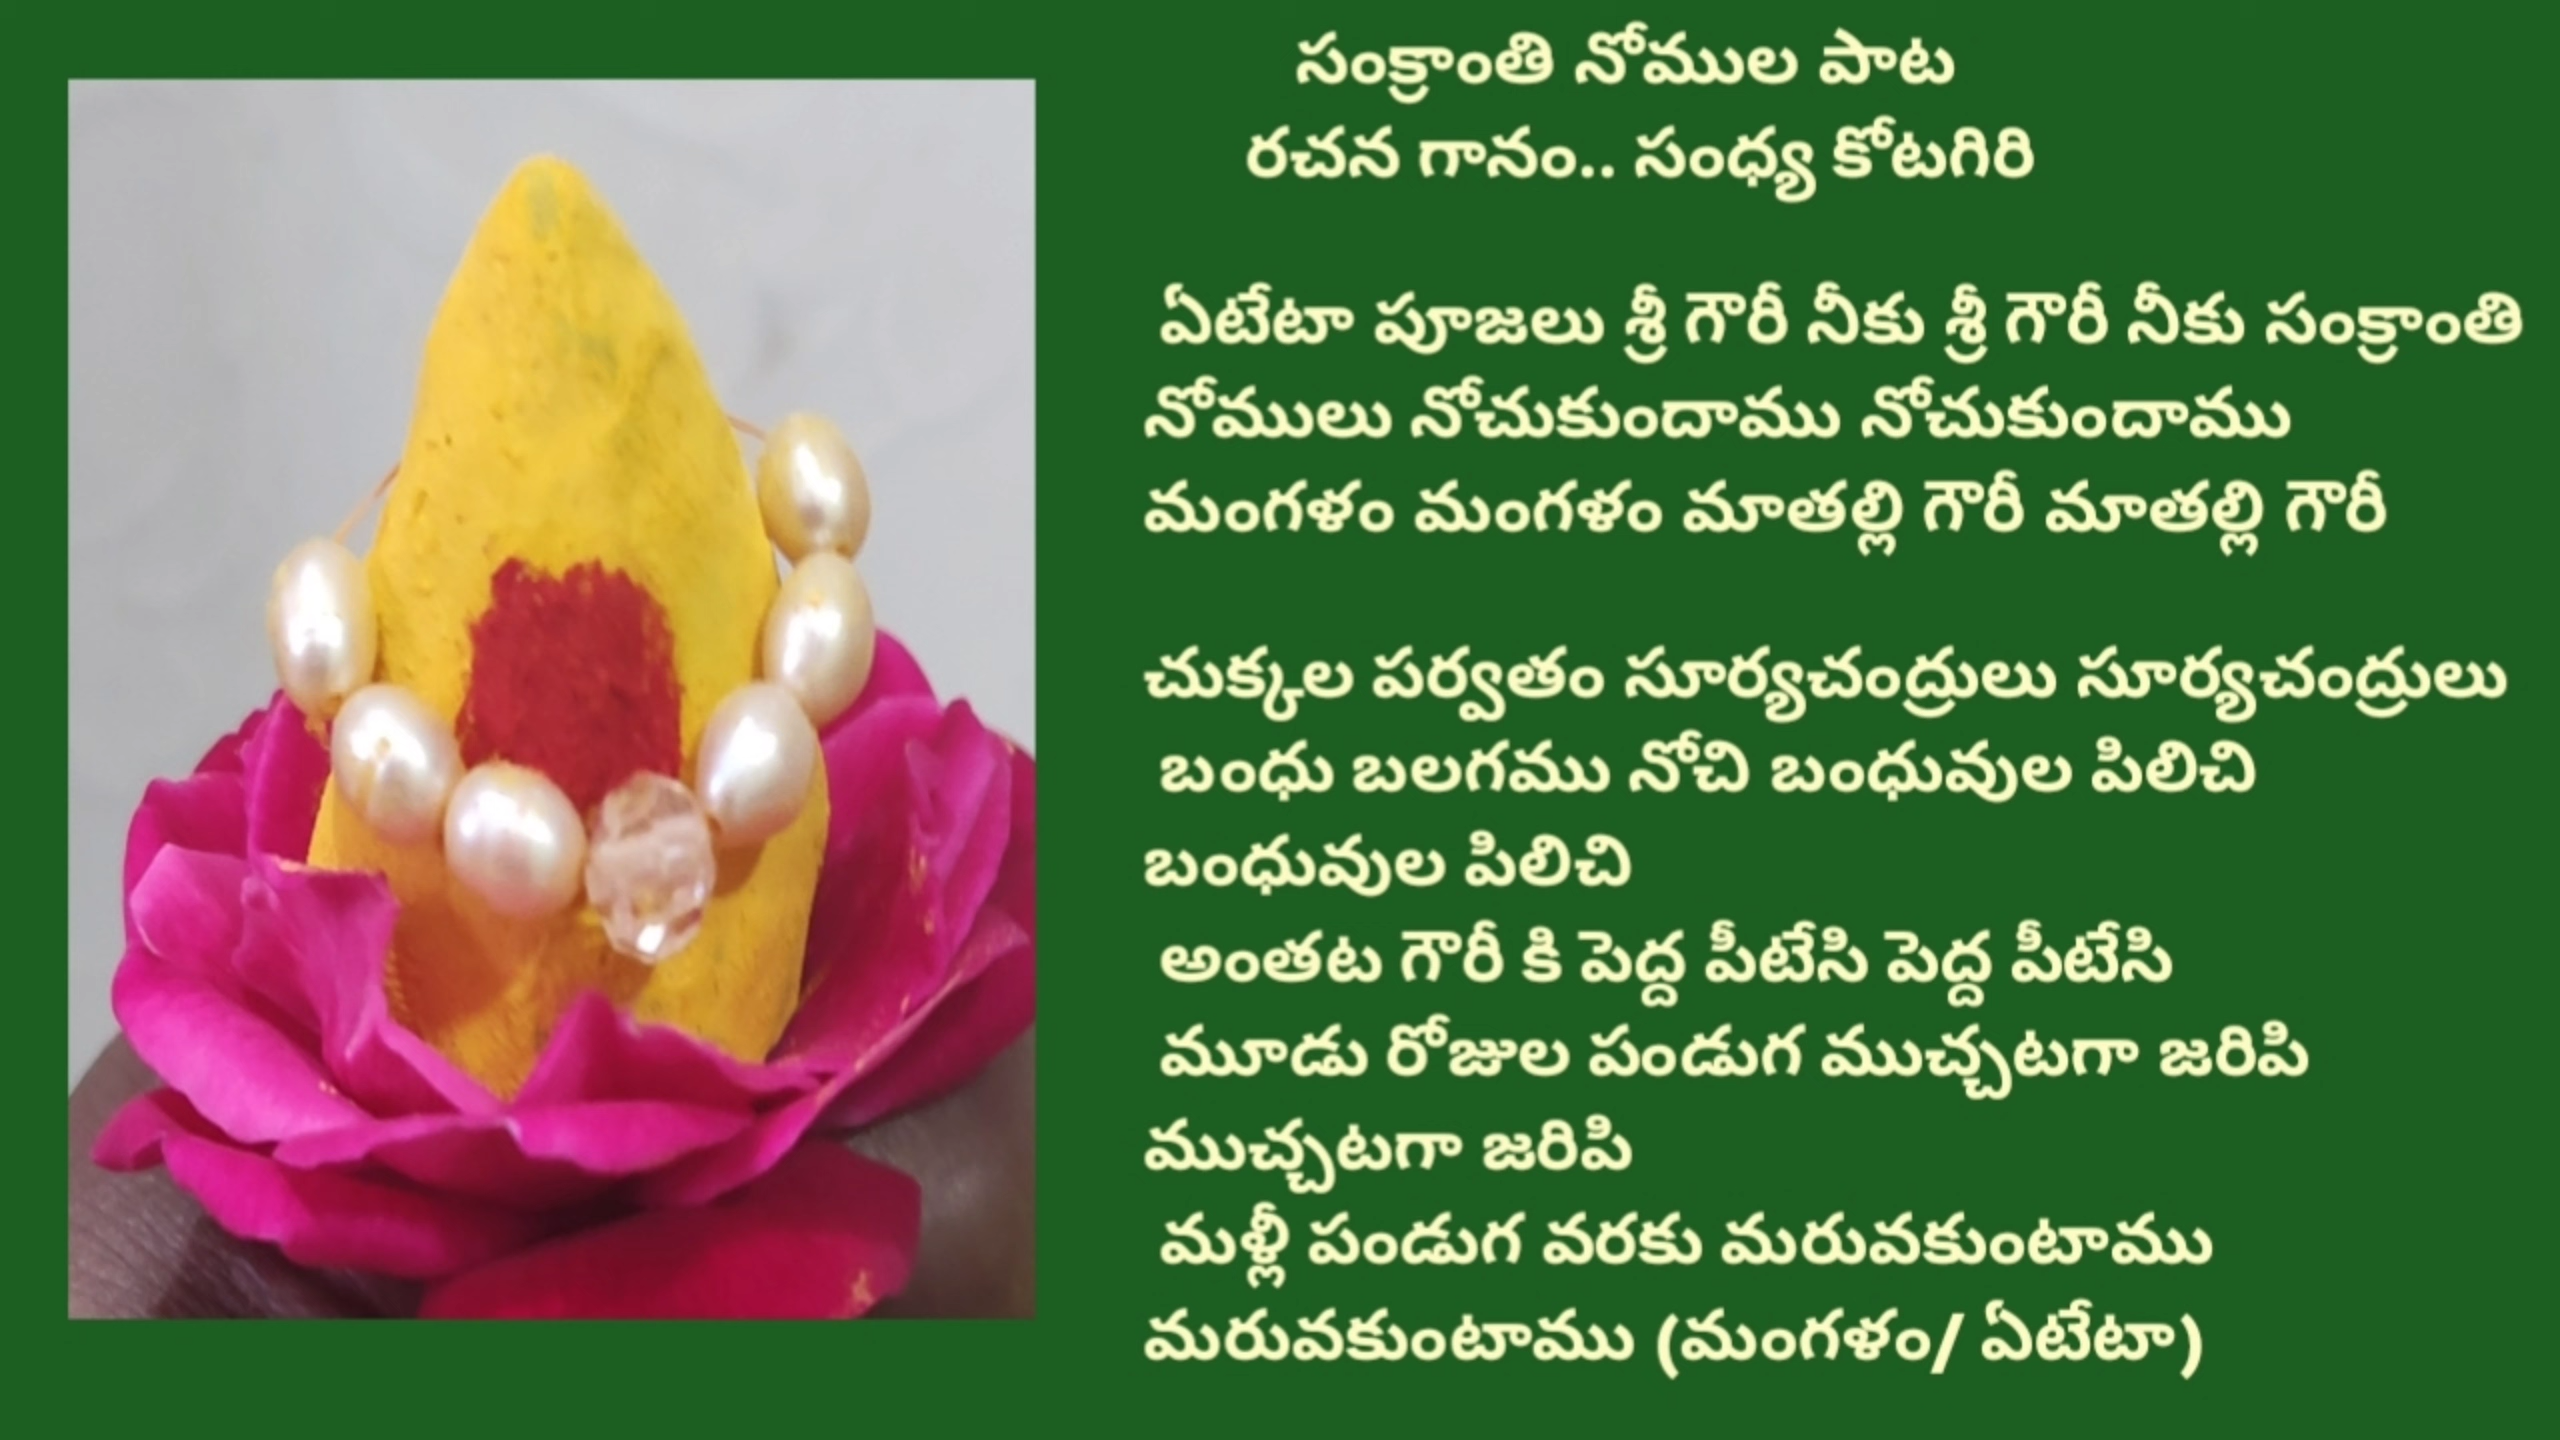 సంక్రాంతి నోముల పాట
రచన గానం.. సంధ్య కోటగిరి
ఏటేటా పూజలు శ్రీ గౌరీ నీకు శ్రీ గౌరీ నీకు సంక్రాంతి
నోములు నోచుకుందాము నోచుకుందాము
మంగళం మంగళం మాతల్లి గౌరీ మాతల్లి గౌరీ
చుక్కల పర్వతం సూర్యచంద్రులు సూర్యచంద్రులు
బంధు బలగము నోచి బంధువుల పిలిచి
బంధువుల పిలిచి
అంతట గౌరీ కి పెద్ద పీటేసి పెద్ద పీటేసి
మూడు రోజుల పండుగ ముచ్చటగా జరిపి
ముచ్చటగా జరిపి
మళ్లీ పండుగ వరకు మరువకుంటాము
మరువకుంటాము (మంగళం/ ఏటేటా)